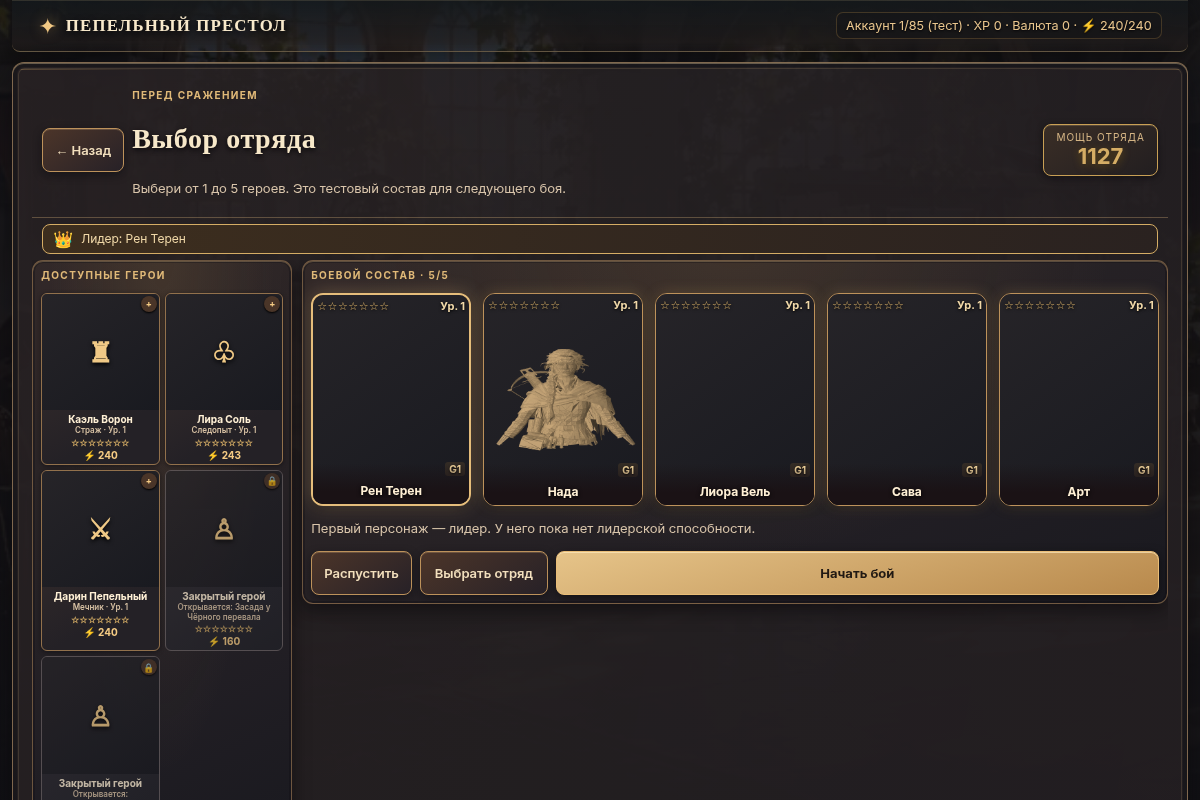 ✦ ПЕПЕЛЬНЫЙ ПРЕСТОЛ
Аккаунт 1/85 (тест) · XP 0 · Валюта 0 · ⚡ 240/240
ПЕРЕД СРАЖЕНИЕМ
← Назад
Выбор отряда
Выбери от 1 до 5 героев. Это тестовый состав для следующего боя.
МОЩЬ ОТРЯДА
1127
👑 Лидер: Рен Терен
ДОСТУПНЫЕ ГЕРОИ
+
Каэль Ворон
Страж · Ур. 1
☆☆☆☆☆☆☆
⚡ 240
+
Лира Соль
Следопыт · Ур. 1
☆☆☆☆☆☆☆
⚡ 243
+
Дарин Пепельный
Мечник · Ур. 1
☆☆☆☆☆☆☆
⚡ 240
Закрытый герой
Открывается: Засада у
Чёрного перевала
☆☆☆☆☆☆☆
⚡ 160
Закрытый герой
Открывается:
БОЕВОЙ СОСТАВ · 5/5
☆☆☆☆☆☆☆ Ур. 1
G1
Рен Терен
☆☆☆☆☆☆☆ Ур. 1
G1
Нада
☆☆☆☆☆☆☆ Ур. 1
G1
Лиора Вель
☆☆☆☆☆☆☆ Ур. 1
G1
Сава
☆☆☆☆☆☆☆ Ур. 1
G1
Арт
Первый персонаж — лидер. У него пока нет лидерской способности.
Распустить
Выбрать отряд
Начать бой